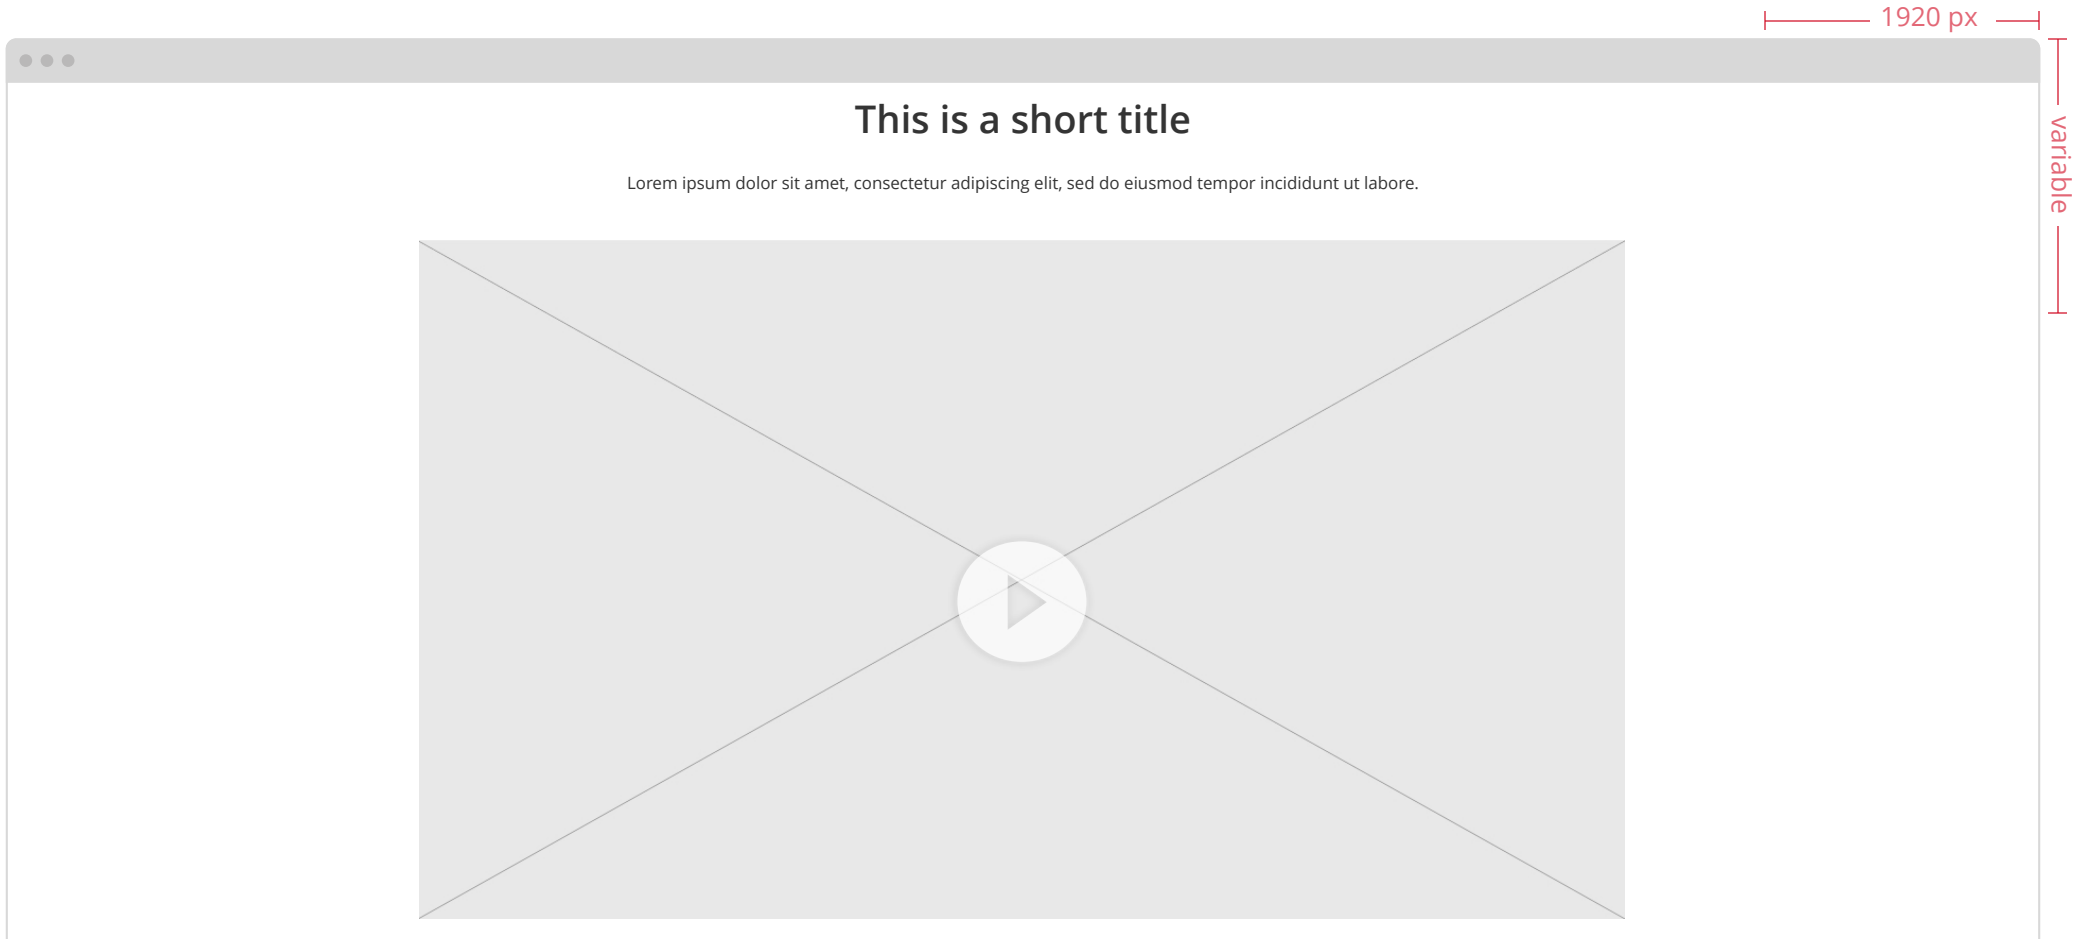 1920 px
variable
This is a short title
Lorem ipsum dolor sit amet, consectetur adipiscing elit, sed do eiusmod tempor incididunt ut labore.